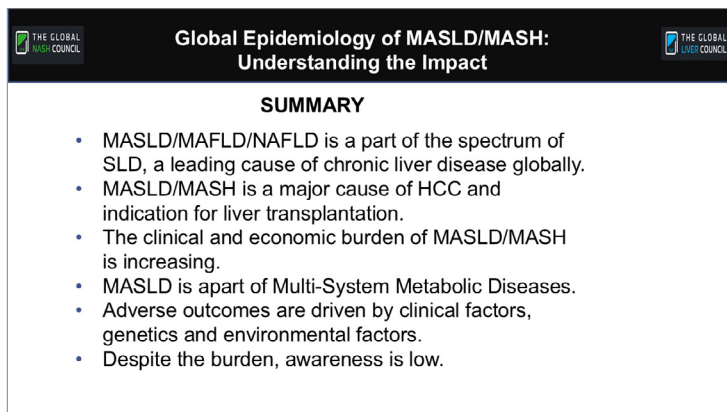 THE GLOBAL
NASH COUNCIL
Global Epidemiology of MASLD/MASH:
Understanding the Impact
THE GLOBAL
LIVER COUNCIL
SUMMARY
• MASLD/MAFLD/NAFLD is a part of the spectrum of
SLD, a leading cause of chronic liver disease globally.
• MASLD/MASH is a major cause of HCC and
indication for liver transplantation.
• The clinical and economic burden of MASLD/MASH
is increasing.
• MASLD is apart of Multi-System Metabolic Diseases.
• Adverse outcomes are driven by clinical factors,
genetics and environmental factors.
• Despite the burden, awareness is low.